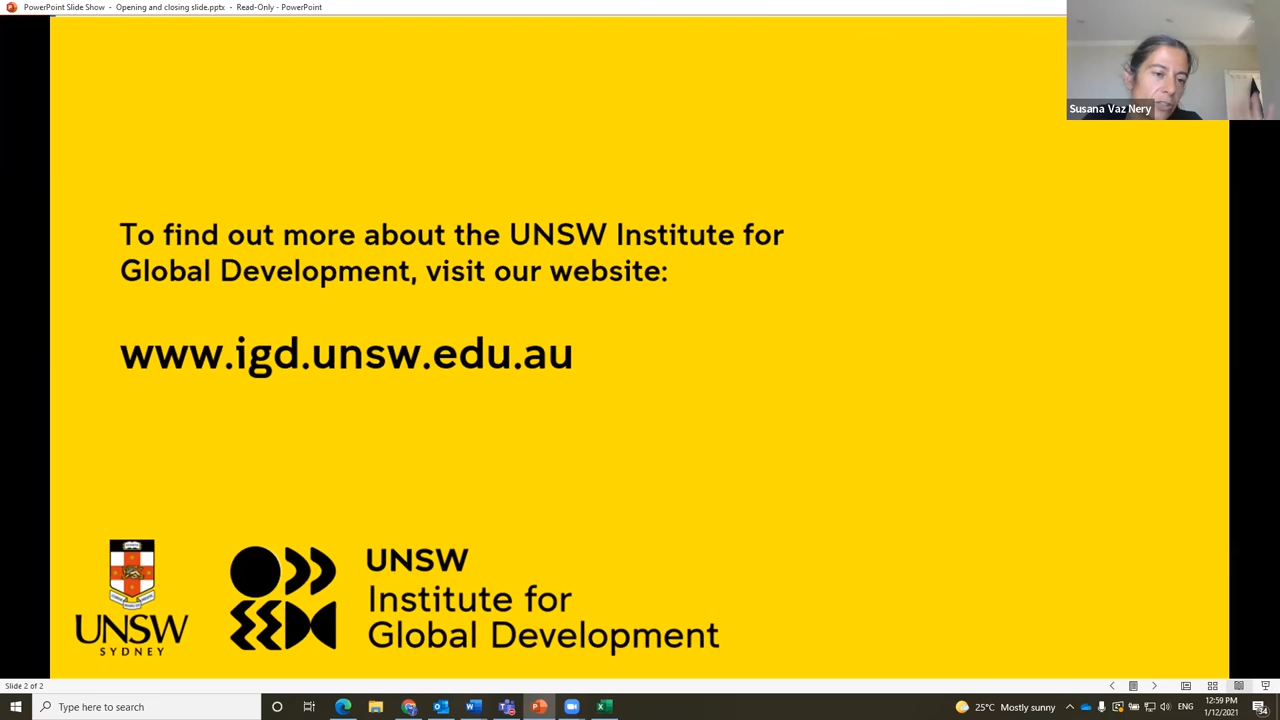 PowerPoint Slide Show - Opening and closing slide.pptx - Read-Only - PowerPoint
Susana Vaz Nery
To find out more about the UNSW Institute for
Global Development, visit our website:
www.igd.unsw.edu.au
UNSW
SYDNEY
UNSW
Institute for
Global Development
Slide 2 of 2
Type here to search
25°C Mostly sunny
ENG
12:59 PM
1/12/2021